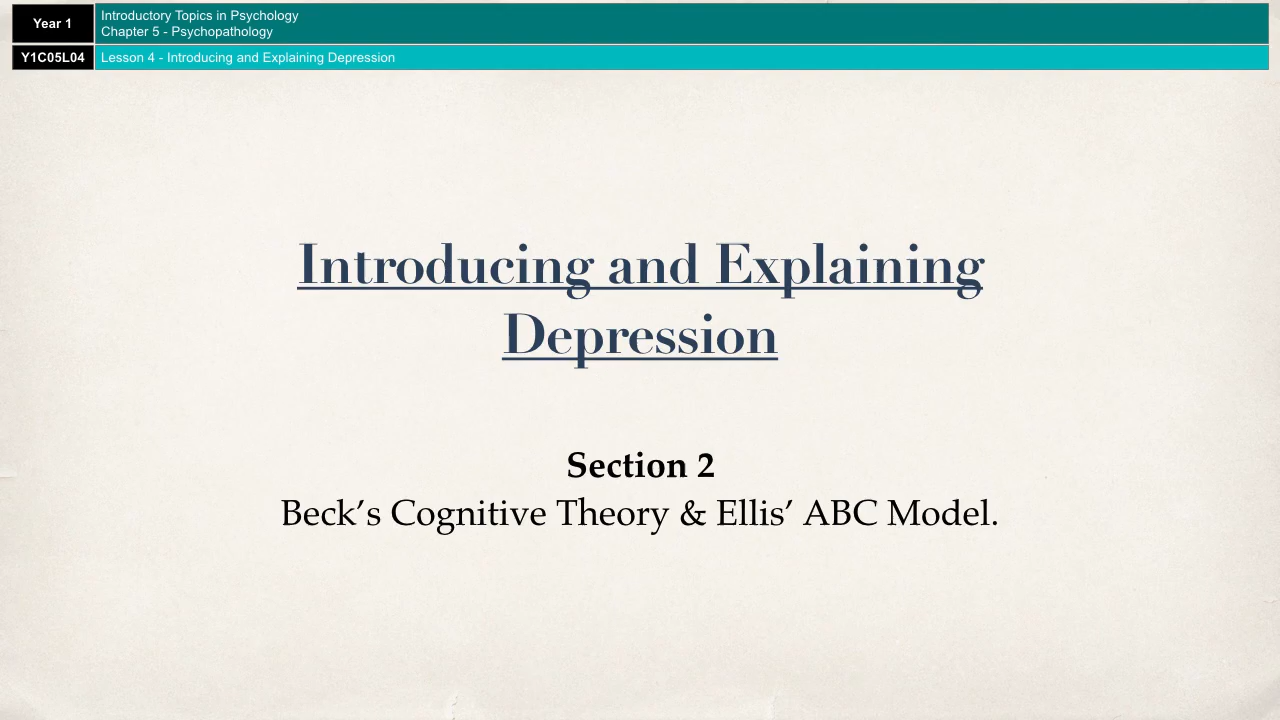 Year 1
Introductory Topics in Psychology
Chapter 5 - Psychopathology
Y1C05L04
Lesson 4 - Introducing and Explaining Depression
Introducing and Explaining
Depression
Section 2
Beck’s Cognitive Theory & Ellis’ ABC Model.